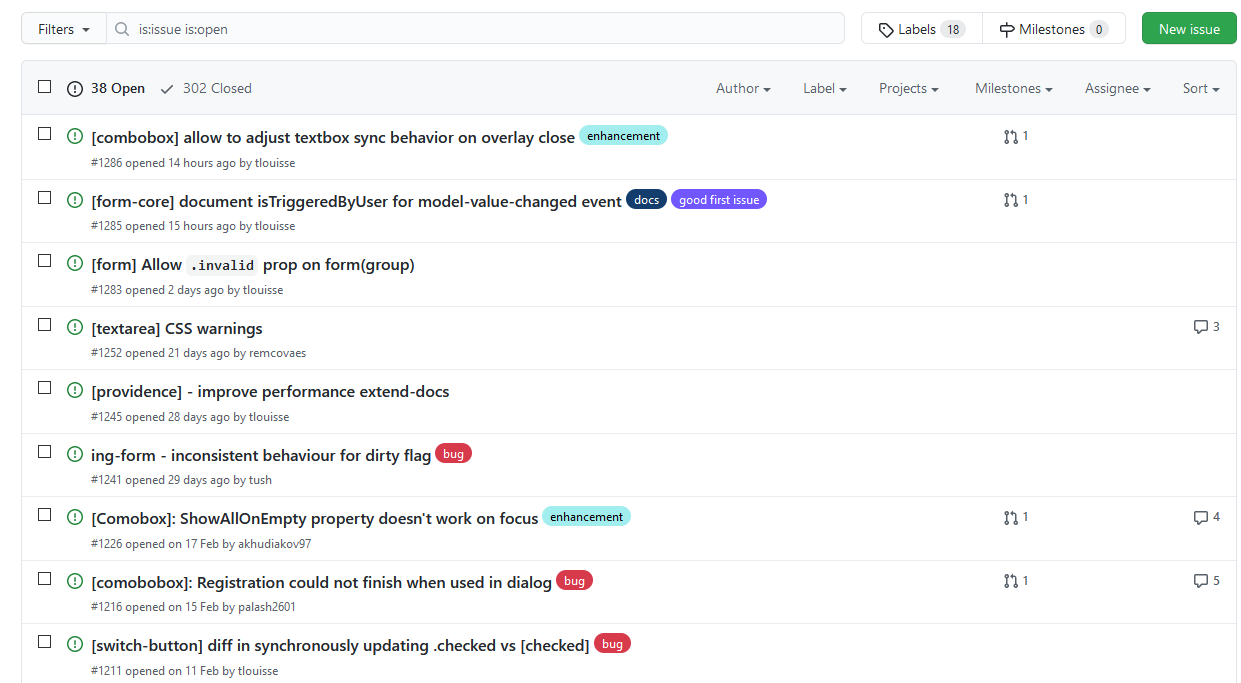 Filters is:issue is:open Labels 18 Milestones 0 New issue
38 Open 302 Closed Author Label Projects Milestones Assignee Sort
[combobox] allow to adjust textbox sync behavior on overlay close enhancement 1
#1286 opened 14 hours ago by tlouisse
[form-core] document isTriggeredByUser for model-value-changed event docs good first issue 1
#1285 opened 15 hours ago by tlouisse
[form] Allow .invalid prop on form(group)
#1283 opened 2 days ago by tlouisse
[textarea] CSS warnings 3
#1252 opened 21 days ago by remcovaes
[providence] - improve performance extend-docs
#1245 opened 28 days ago by tlouisse
ing-form - inconsistent behaviour for dirty flag bug
#1241 opened 29 days ago by tush
[Comobox]: ShowAllOnEmpty property doesn't work on focus enhancement 1 4
#1226 opened on 17 Feb by akhudiakov97
[comobobox]: Registration could not finish when used in dialog bug 1 5
#1216 opened on 15 Feb by palash2601
[switch-button] diff in synchronously updating .checked vs [checked] bug
#1211 opened on 11 Feb by tlouisse